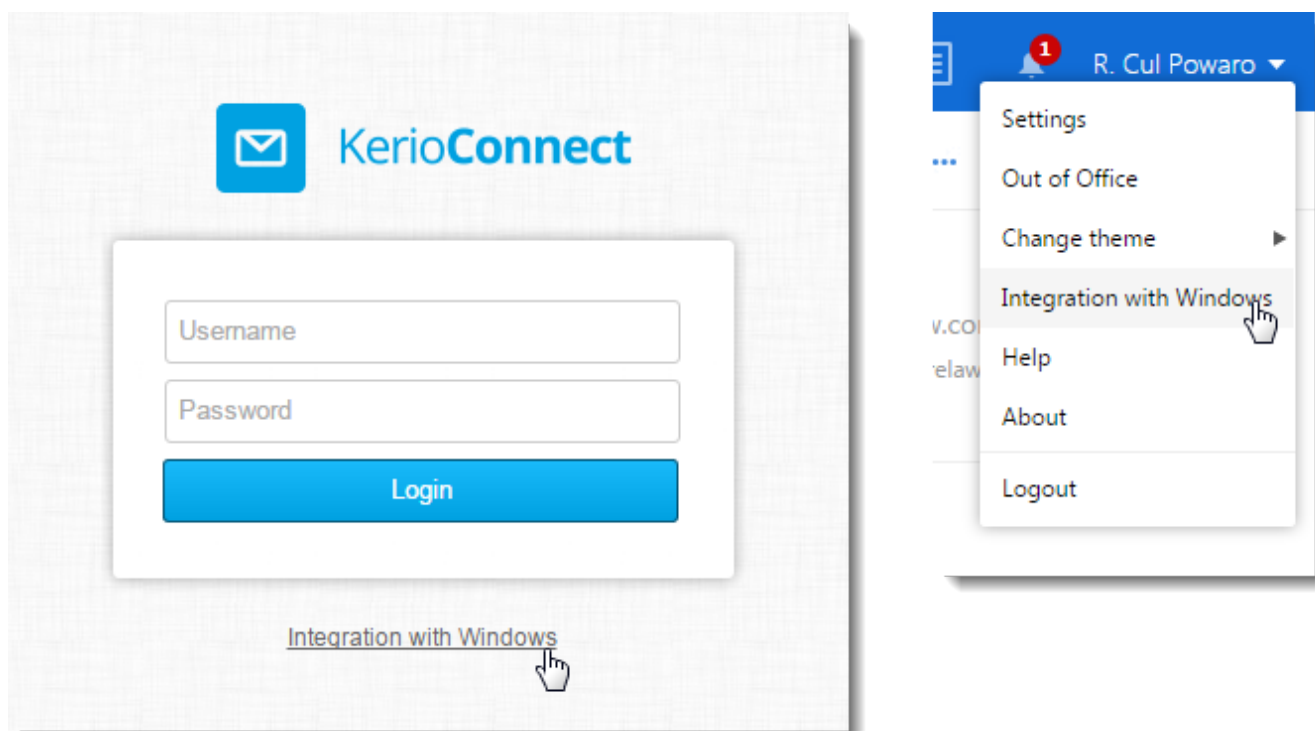 KerioConnect
Username
Password
Login
Integration with Windows
1
R. Cul Powaro
Settings
Out of Office
Change theme
Integration with Windows
Help
About
Logout